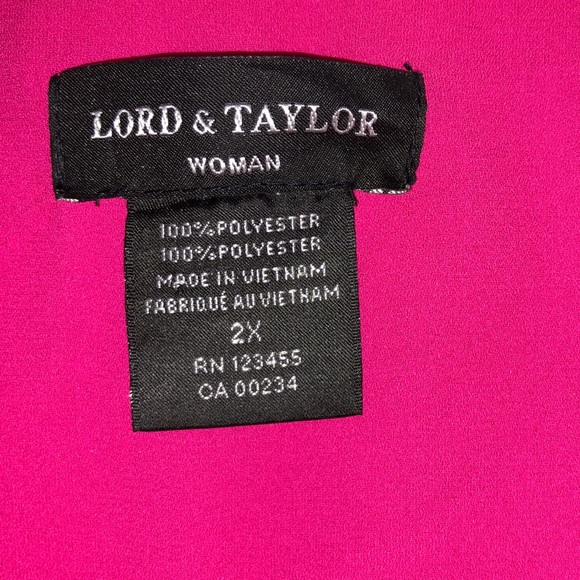 LORD & TAYLOR
WOMAN
100%POLYESTER
100%POLYESTER
MADE IN VIETNAM
FABRIQUÉ AU VIETNAM
2X
RN 123455
CA 00234